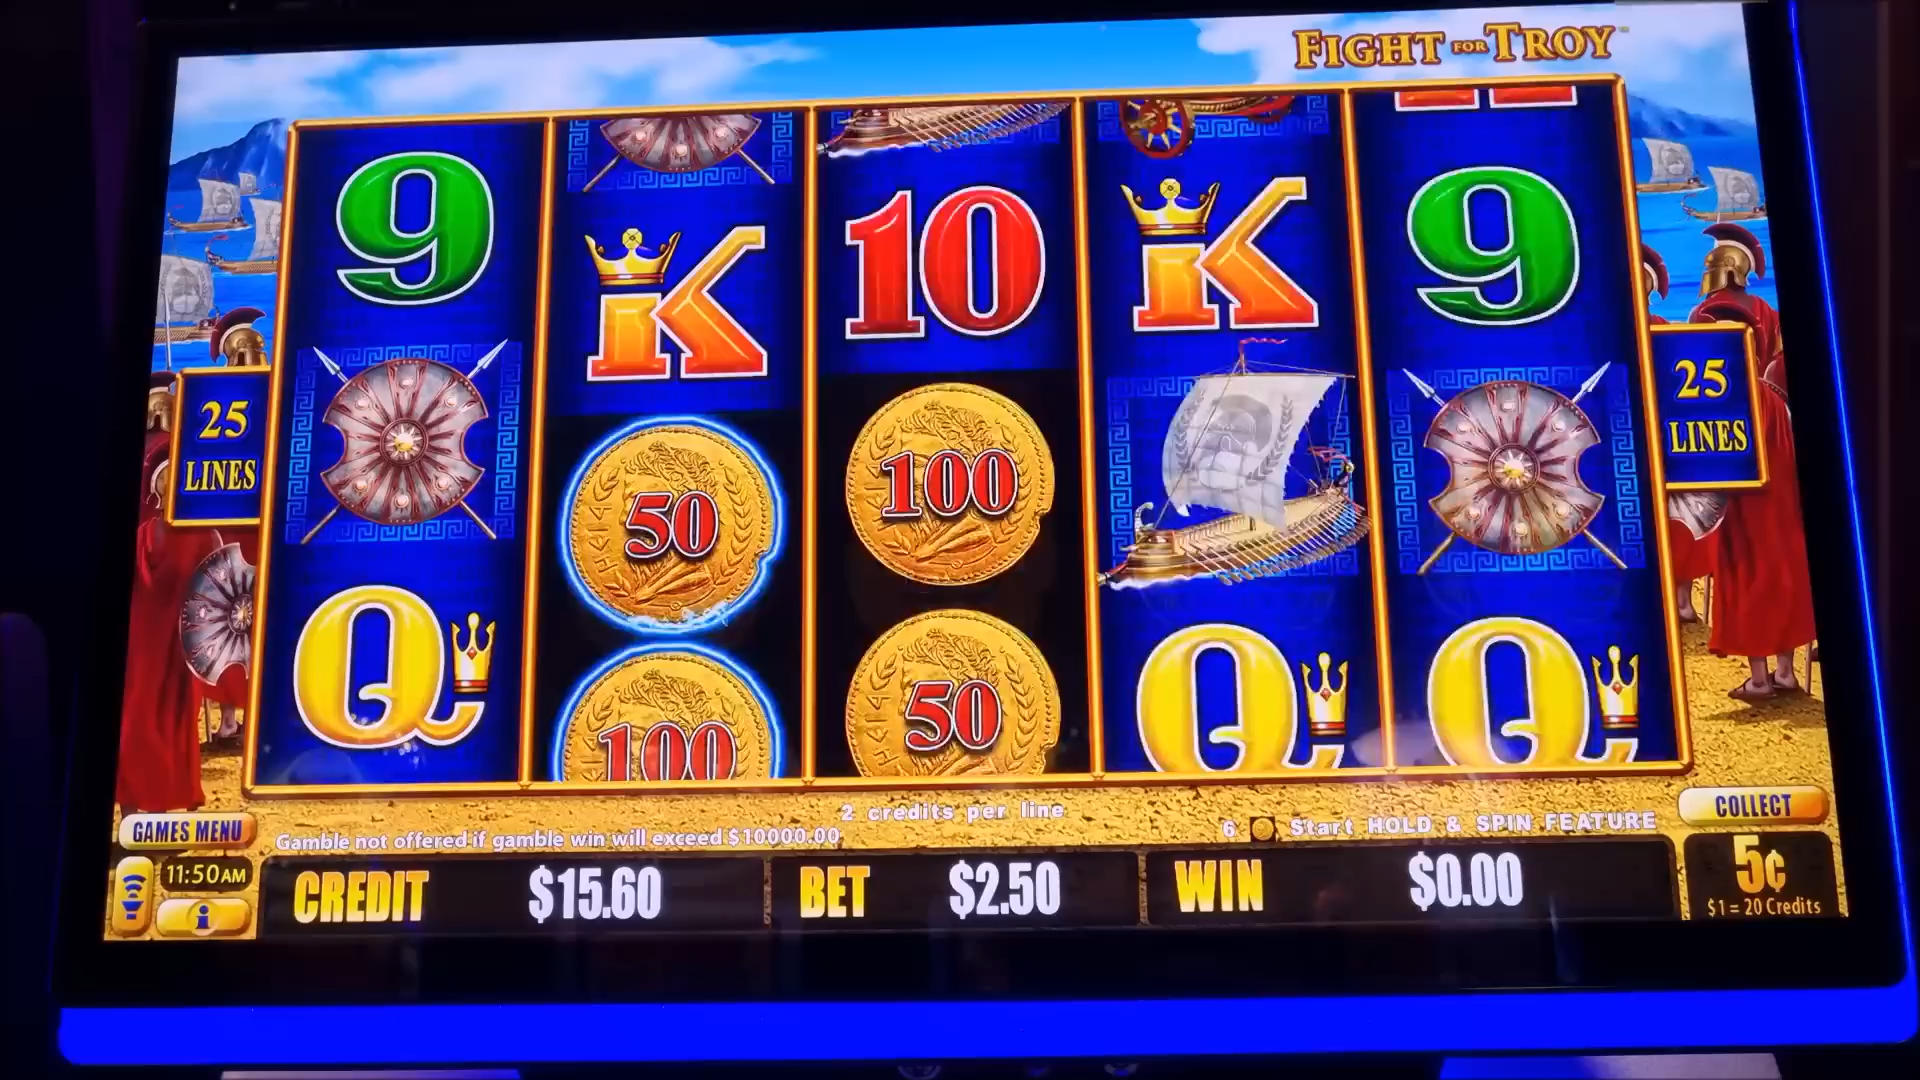 FIGHT FOR TROY™
9 K 10 K 9
25 LINES
50
100
25 LINES
Q
100
50
Q
Q
GAMES MENU
Gamble not offered if gamble win will exceed $10000.00
2 credits per line
6 Start HOLD & SPIN FEATURE
COLLECT
11:50AM
i
CREDIT $15.60
BET $2.50
WIN $0.00
5¢
$1 = 20 Credits